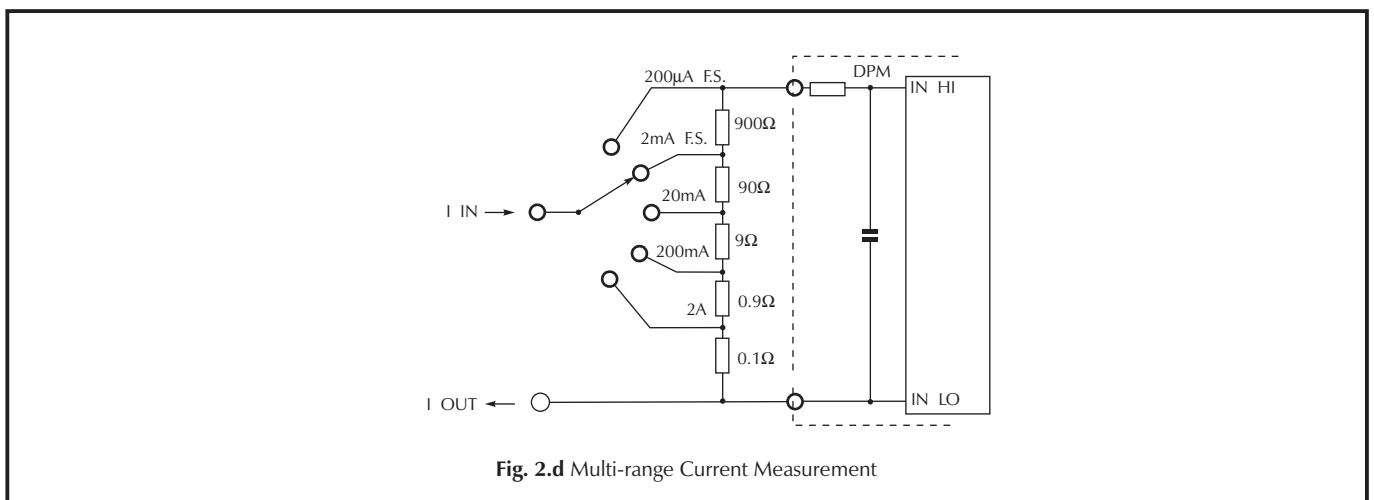 200μA F.S.
DPM
IN HI
900Ω
2mA F.S.
90Ω
20mA
I IN
9Ω
200mA
0.9Ω
2A
0.1Ω
I OUT
IN LO
Fig. 2.d Multi-range Current Measurement